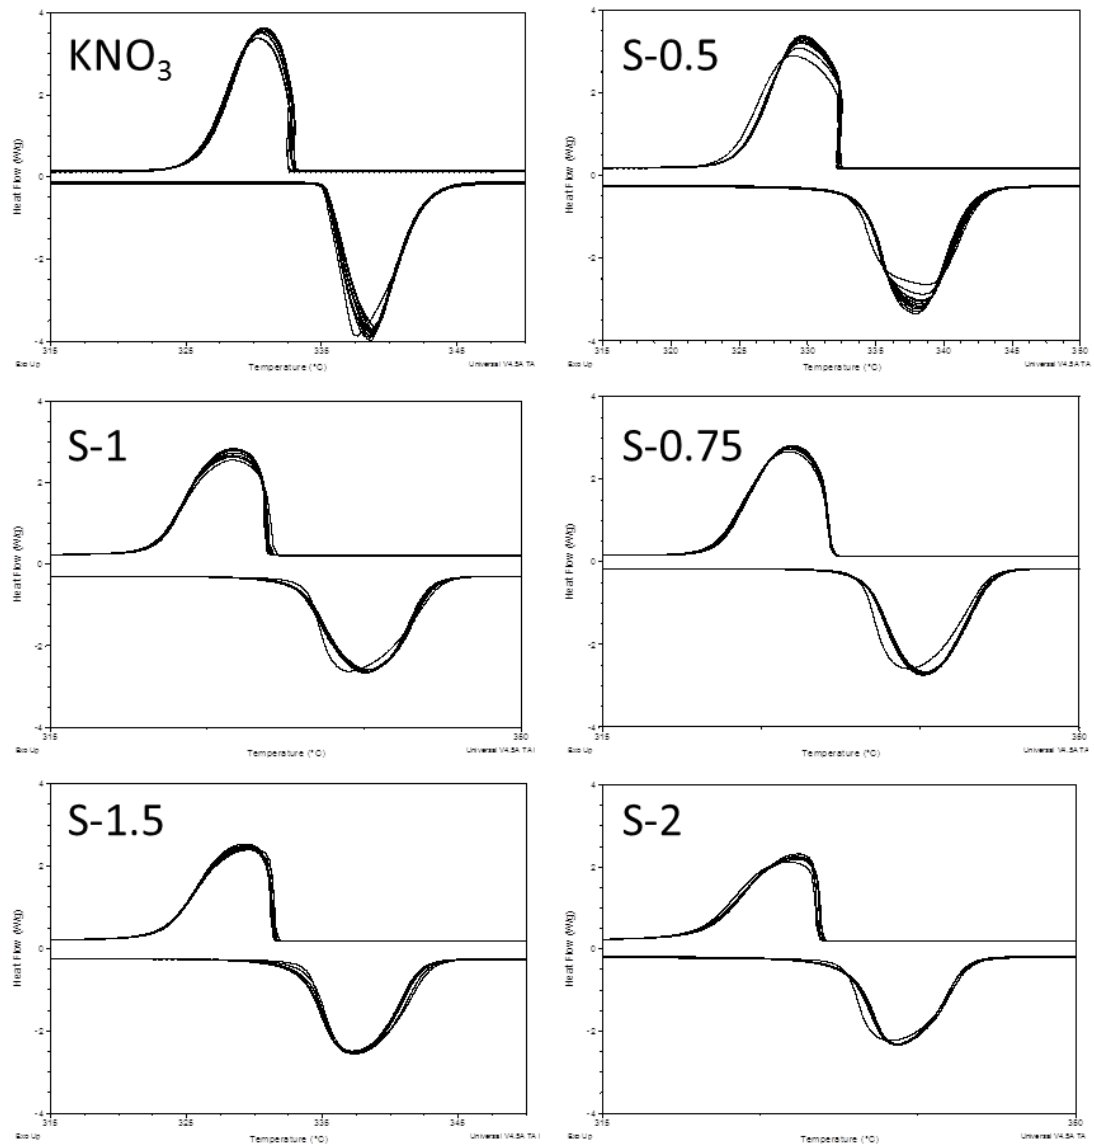 4
KNO3
2
Heat Flow (W/g)
0
-2
-4
315
325
335
345
Exo Up
Temperature (°C)
Universal V4.5A TA
4
S-0.5
2
Heat Flow (W/g)
0
-2
-4
315
320
325
330
335
340
345
350
Exo Up
Temperature (°C)
Universal V4.5A TA
4
S-1
2
Heat Flow (W/g)
0
-2
-4
315
350
Exo Up
Temperature (°C)
Universal V4.5A TA I
4
S-0.75
2
Heat Flow (W/g)
0
-2
-4
315
350
Exo Up
Temperature (°C)
Universal V4.5A TA
4
S-1.5
2
Heat Flow (W/g)
0
-2
-4
315
325
335
345
Exo Up
Temperature (°C)
Universal V4.5A TA I
4
S-2
2
Heat Flow (W/g)
0
-2
-4
315
350
Exo Up
Temperature (°C)
Universal V4.5A TA